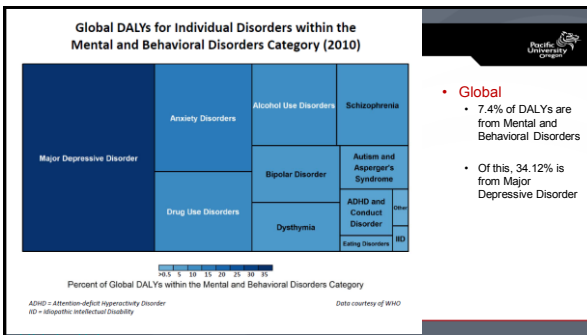 Global DALYs for Individual Disorders within the
Mental and Behavioral Disorders Category (2010)
Major Depressive Disorder
Anxiety Disorders
Drug Use Disorders
Alcohol Use Disorders
Schizophrenia
Bipolar Disorder
Autism and
Asperger's
Syndrome
Dysthymia
ADHD and
Conduct
Disorder
Other
Eating Disorders
IID
>0.5 5 10 15 20 25 30 35
Percent of Global DALYs within the Mental and Behavioral Disorders Category
ADHD = Attention-deficit Hyperactivity Disorder
IID = Idiopathic Intellectual Disability
Data courtesy of WHO
Pacific
University
Oregon
• Global
• 7.4% of DALYs are
from Mental and
Behavioral Disorders
• Of this, 34.12% is
from Major
Depressive Disorder